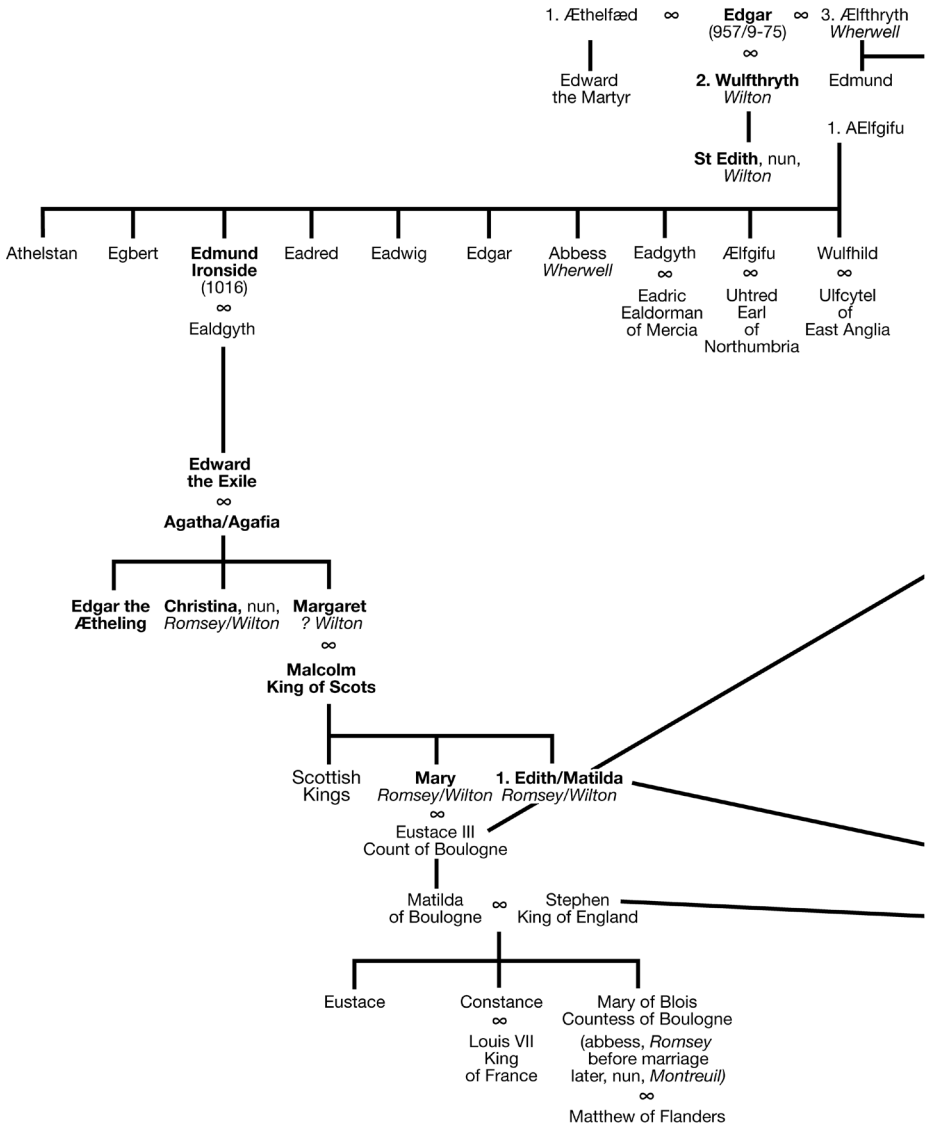 1. Æthelfæd ∞ Edgar ∞ 3. Ælfthryth
(957/9-75) Wherwell
∞
Edward
the Martyr
2. Wulfthryth
Wilton
Edmund
1. AElfgifu
St Edith, nun,
Wilton
Athelstan
Egbert
Edmund
Ironside
(1016)
∞
Ealdgyth
Eadred
Eadwig
Edgar
Abbess
Wherwell
Eadgyth
∞
Eadric
Ealdorman
of Mercia
Ælfgifu
∞
Uhtred
Earl
of
Northumbria
Wulfhild
∞
Ulfcytel
of
East Anglia
Edward
the Exile
∞
Agatha/Agafia
Edgar the
Ætheling
Christina, nun,
Romsey/Wilton
Margaret
? Wilton
∞
Malcolm
King of Scots
Scottish
Kings
Mary
Romsey/Wilton
∞
Eustace III
Count of Boulogne
1. Edith/Matilda
Romsey/Wilton
Matilda
of Boulogne
∞
Stephen
King of England
Eustace
Constance
∞
Louis VII
King
of France
Mary of Blois
Countess of Boulogne
(abbess, Romsey
before marriage
later, nun, Montreuil)
∞
Matthew of Flanders